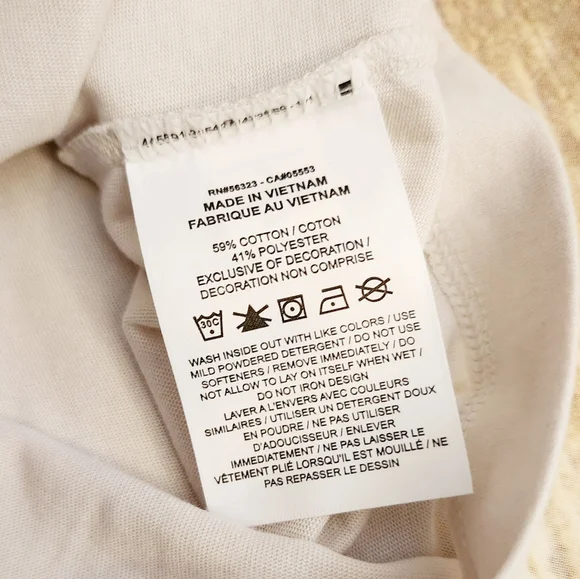 RN#56323 - CA#05553
MADE IN VIETNAM
FABRIQUE AU VIETNAM
59% COTTON / COTON
41% POLYESTER
EXCLUSIVE OF DECORATION /
DECORATION NON COMPRISE
30C
WASH INSIDE OUT WITH LIKE COLORS / USE
MILD POWDERED DETERGENT / DO NOT USE
SOFTENERS / REMOVE IMMEDIATELY / DO
NOT ALLOW TO LAY ON ITSELF WHEN WET /
DO NOT IRON DESIGN
LAVER A L'ENVERS AVEC COULEURS
SIMILAIRES / UTILISER UN DETERGENT DOUX
EN POUDRE / NE PAS UTILISER
D'ADOUCISSEUR / ENLEVER
IMMEDIATEMENT / NE PAS LAISSER LE
VÊTEMENT PLIÉ LORSQU'IL EST MOUILLÉ / NE
PAS REPASSER LE DESSIN